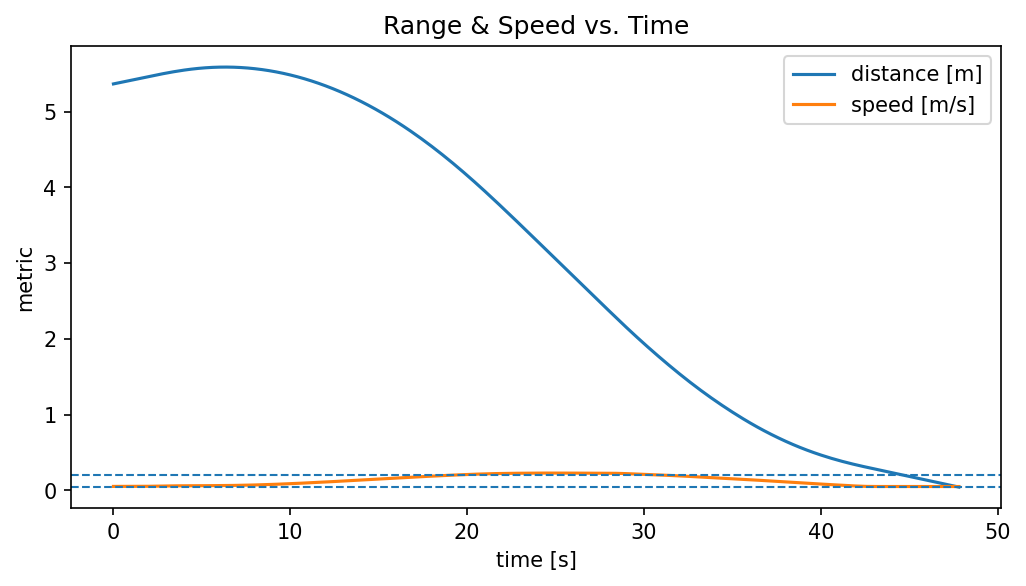 Range & Speed vs. Time
distance [m]
speed [m/s]
metric
5
4
3
2
1
0
0 10 20 30 40 50
time [s]